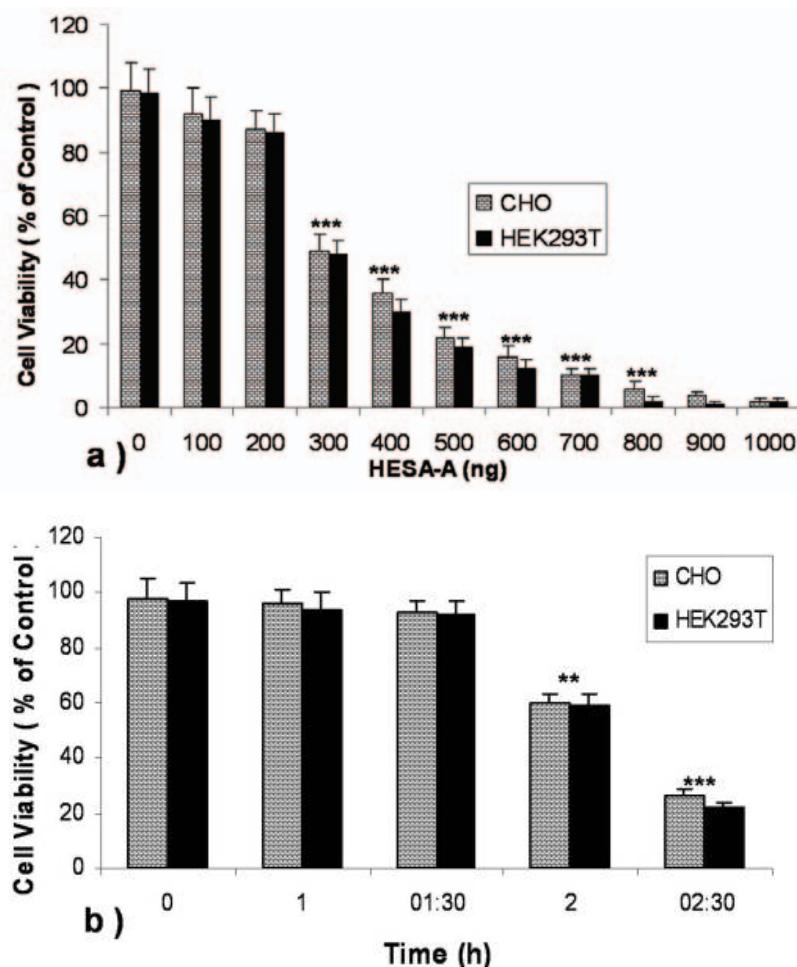 120
100
80
60
40
20
0
Cell Viability ( % of Control)
***
***
***
***
***
***
CHO
HEK293T
0 100 200 300 400 500 600 700 800 900 1000
HESA-A (ng)
a )
120
100
80
60
40
20
0
Cell Viability ( % of Control
**
***
CHO
HEK293T
0 1 01:30 2 02:30
Time (h)
b )